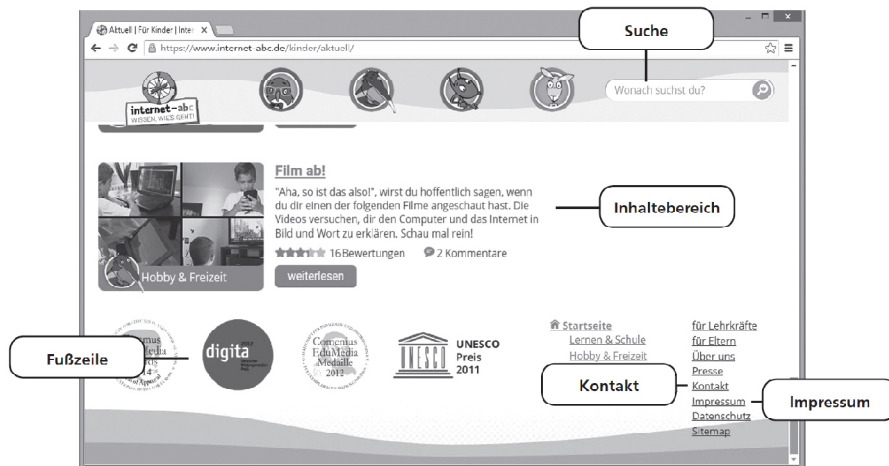 Suche
Aktuell | Für Kinder | Inter
https://www.internet-abc.de/kinder/aktuell/
internet-abc
WISSEN, WIE'S GEHT!
Wonach suchst du?
Film ab!
"Aha, so ist das also!", wirst du hoffentlich sagen, wenn
du dir einen der folgenden Filme angeschaut hast. Die
Videos versuchen, dir den Computer und das Internet in
Bild und Wort zu erklären. Schau mal rein!
16 Bewertungen 2 Kommentare
Hobby & Freizeit
weiterlesen
Inhaltebereich
Fußzeile
digita
Comenius
EduMedia
Medaille
2012
UNESCO
Preis
2011
Startseite
Lernen & Schule
Hobby & Freizeit
für Lehrkräfte
für Eltern
Über uns
Presse
Kontakt
Impressum
Datenschutz
Sitemap
Kontakt
Impressum